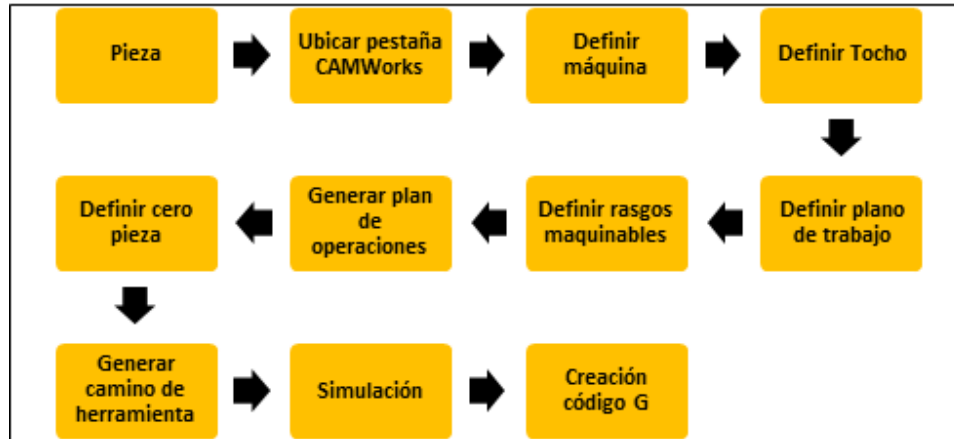 Pieza
Ubicar pestaña
CAMWorks
Definir
máquina
Definir Tocho
Definir plano
de trabajo
Definir rasgos
maquinables
Generar plan
de
operaciones
Definir cero
pieza
Generar
camino de
herramienta
Simulación
Creación
código G